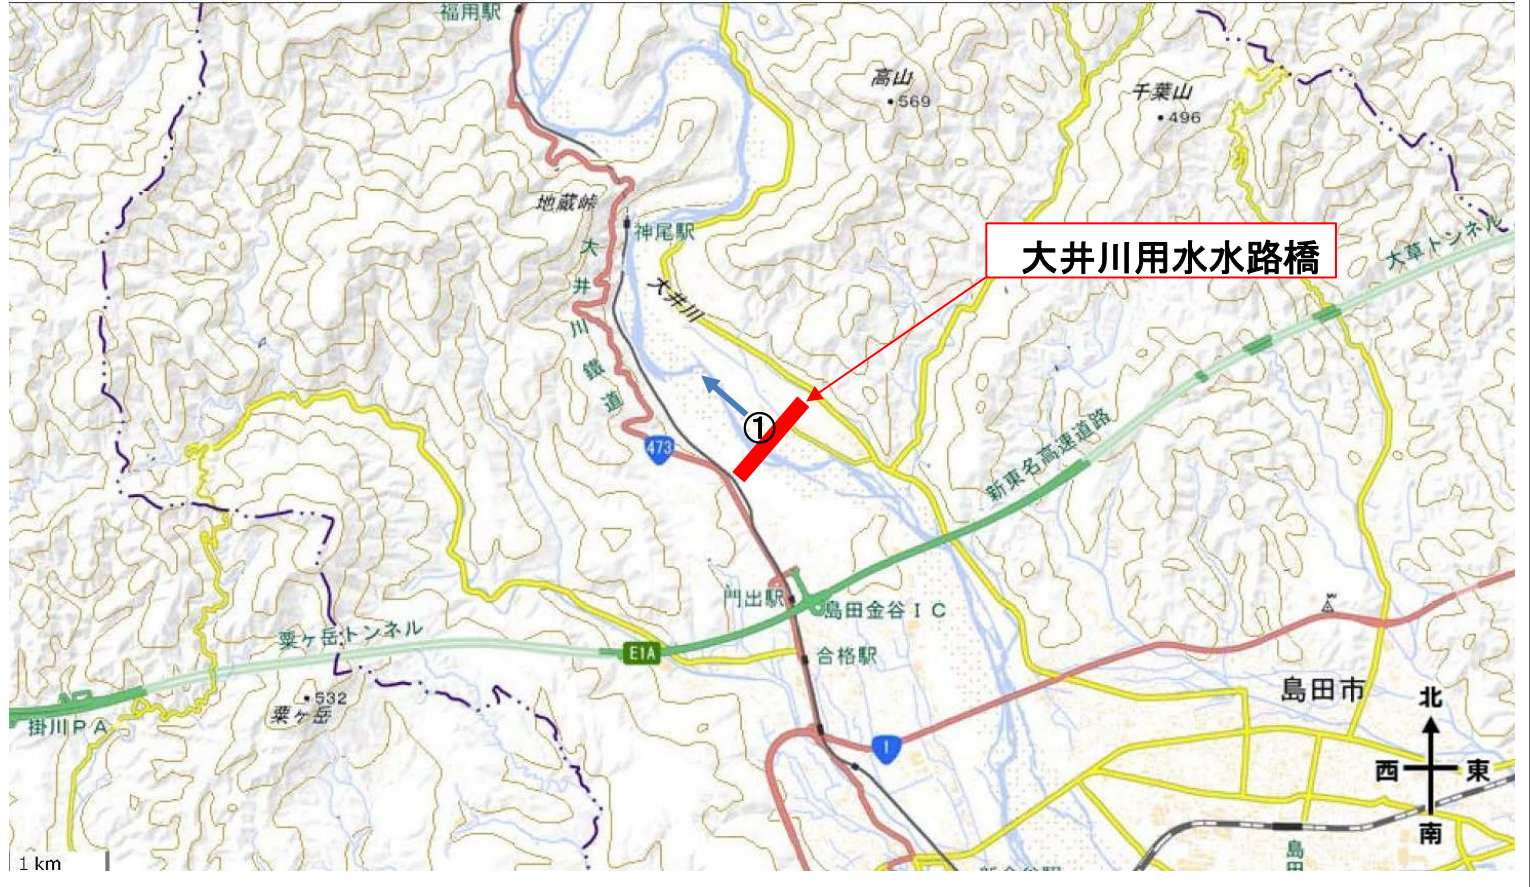 福用駅
高山
569
千葉山
496
地蔵峠
神尾駅
大井川用水水路橋
大草トンネル
大井川鐵道
大井川
①
473
新東名高速道路
門出駅
島田金谷IC
粟ヶ岳トンネル
E1A
合格駅
532
粟ヶ岳
掛川PA
島田市
北
西
東
南
1
島田
1 km